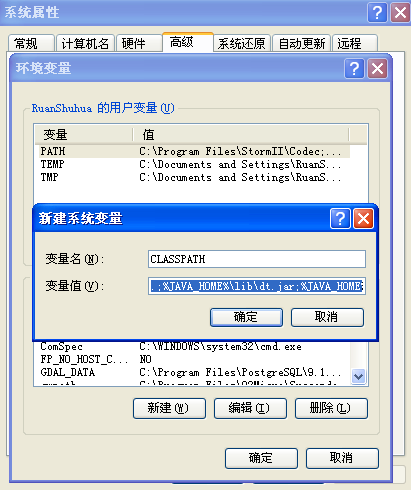 系统属性
常规 计算机名 硬件 高级 系统还原 自动更新 远程
环境变量
RuanShuhua 的用户变量(U)
变量 值
PATH C:\Program Files\StormII\Codec;...
TEMP C:\Documents and Settings\RuanS...
TMP C:\Documents and Settings\RuanS...
新建系统变量
变量名(N): CLASSPATH
变量值(V): .;%JAVA_HOME%\lib\dt.jar;%JAVA_HOME%
确定 取消
ComSpec C:\WINDOWS\system32\cmd.exe
FP_NO_HOST_C... NO
GDAL_DATA C:\Program Files\PostgreSQL\9.1...
新建(W) 编辑(I) 删除(L)
确定 取消